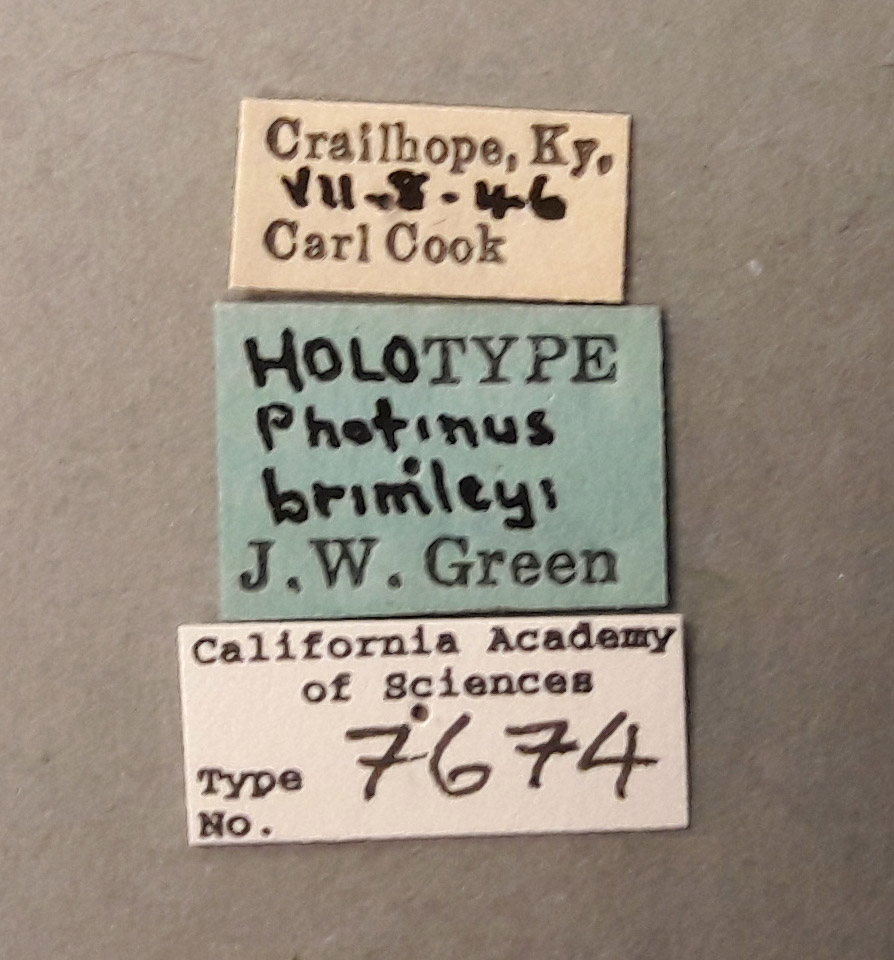 Crailhope, Ky.
VII-8-46
Carl Cook
HOLOTYPE
Photinus
brimleyi
J.W. Green
California Academy
of Sciences
7674
Type
No.